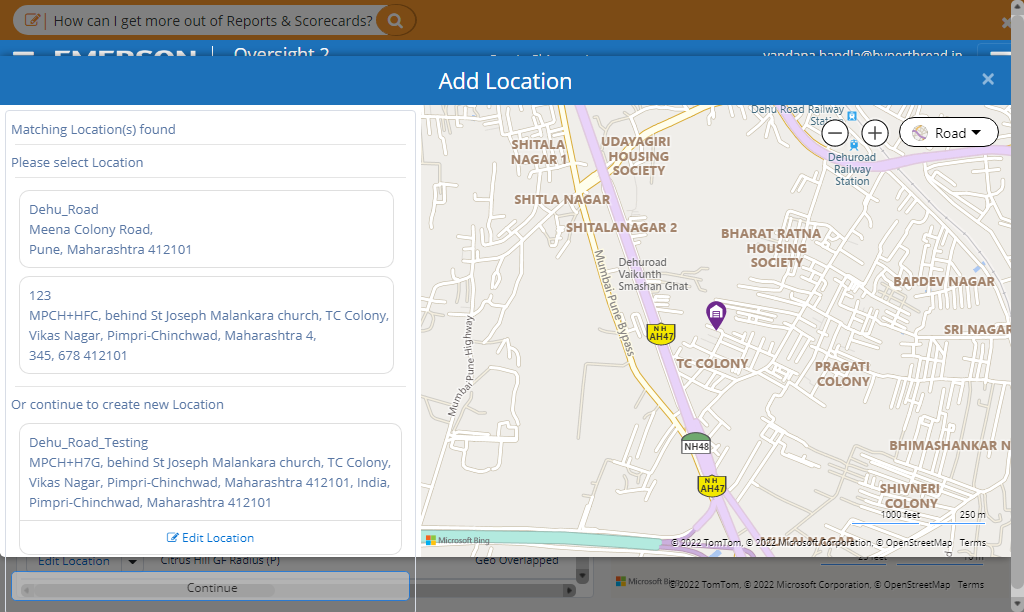 How can I get more out of Reports & Scorecards?
EMERSON
Oversight 2
vandana.bandla@hyperthread.in
Add Location
Matching Location(s) found
Please select Location
Dehu_Road
Meena Colony Road,
Pune, Maharashtra 412101
123
MPCH+HFC, behind St Joseph Malankara church, TC Colony,
Vikas Nagar, Pimpri-Chinchwad, Maharashtra 4,
345, 678 412101
Or continue to create new Location
Dehu_Road_Testing
MPCH+H7G, behind St Joseph Malankara church, TC Colony,
Vikas Nagar, Pimpri-Chinchwad, Maharashtra 412101, India,
Pimpri-Chinchwad, Maharashtra 412101
Edit Location
Edit Location
Citrus Hill GF Radius (P)
Geo Overlapped
Continue
Dehu Road Railway
Station
Road
Dehuroad
Railway
Station
SHITALA
NAGAR 1
UDAYAGIRI
HOUSING
SOCIETY
SHITLA NAGAR
SHITALANAGAR 2
BHARAT RATNA
HOUSING
SOCIETY
Dehuroad
Vaikunth
Smashan Ghat
BAPDEV NAGAR
Mumbai-Pune-Bypass
NH
AH47
SRI NAGAR
Mumbai Pune Highway
TC COLONY
PRAGATI
COLONY
NH48
BHIMASHANKAR N
NH
AH47
SHIVNERI
COLONY
1000 feet
250 m
Microsoft Bing
© 2022 TomTom, © 2022 Microsoft Corporation, © OpenStreetMap Terms
Microsoft Bi
© 2022 TomTom, © 2022 Microsoft Corporation, © OpenStreetMap Terms